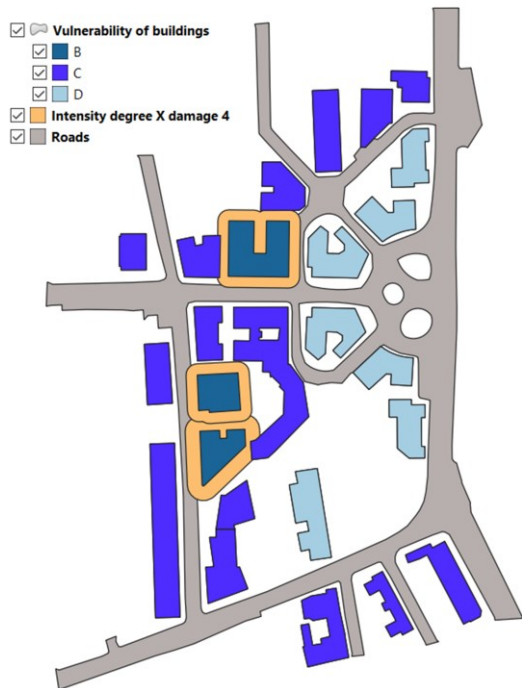 Vulnerability of buildings
B
C
D
Intensity degree X damage 4
Roads